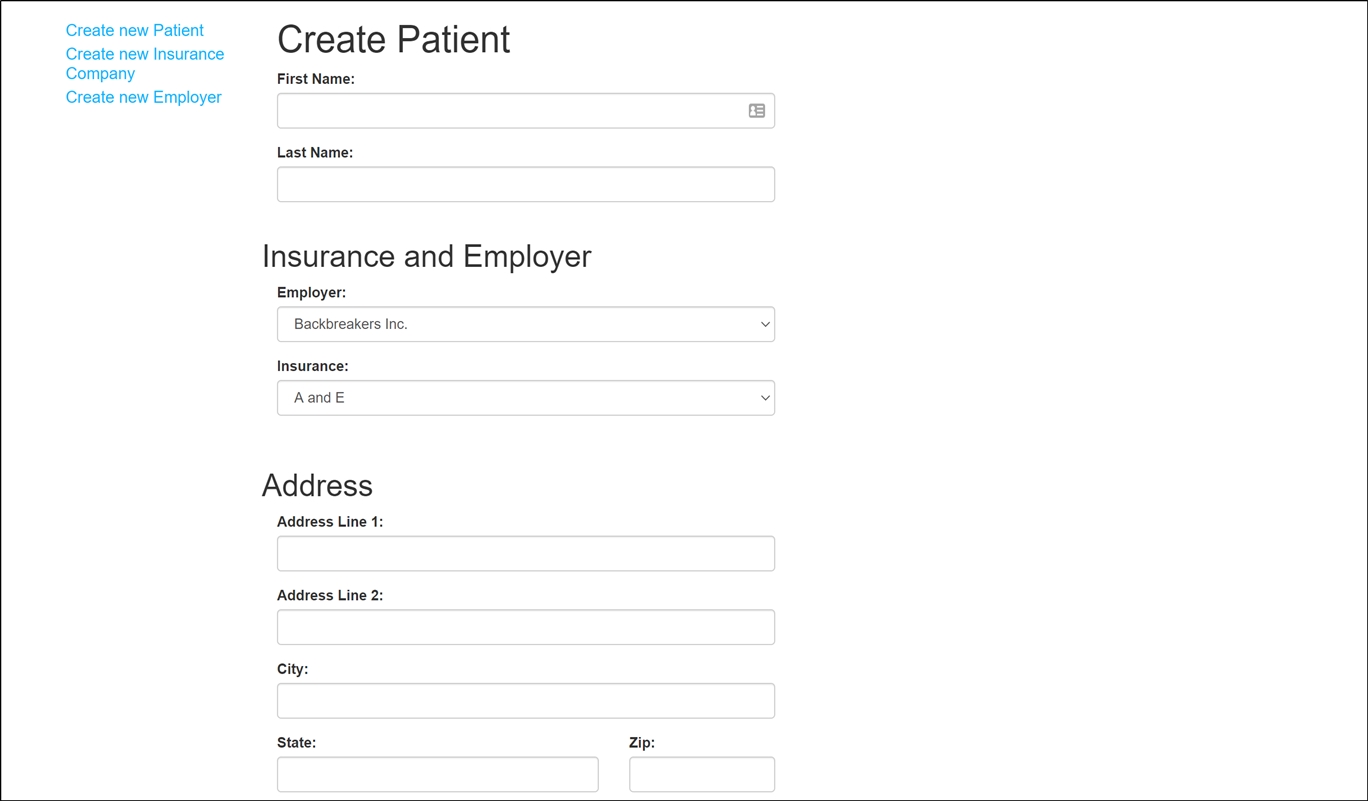 Create new Patient
Create new Insurance
Company
Create new Employer
Create Patient
First Name:
Last Name:
Insurance and Employer
Employer:
Backbreakers Inc.
Insurance:
A and E
Address
Address Line 1:
Address Line 2:
City:
State: Zip: